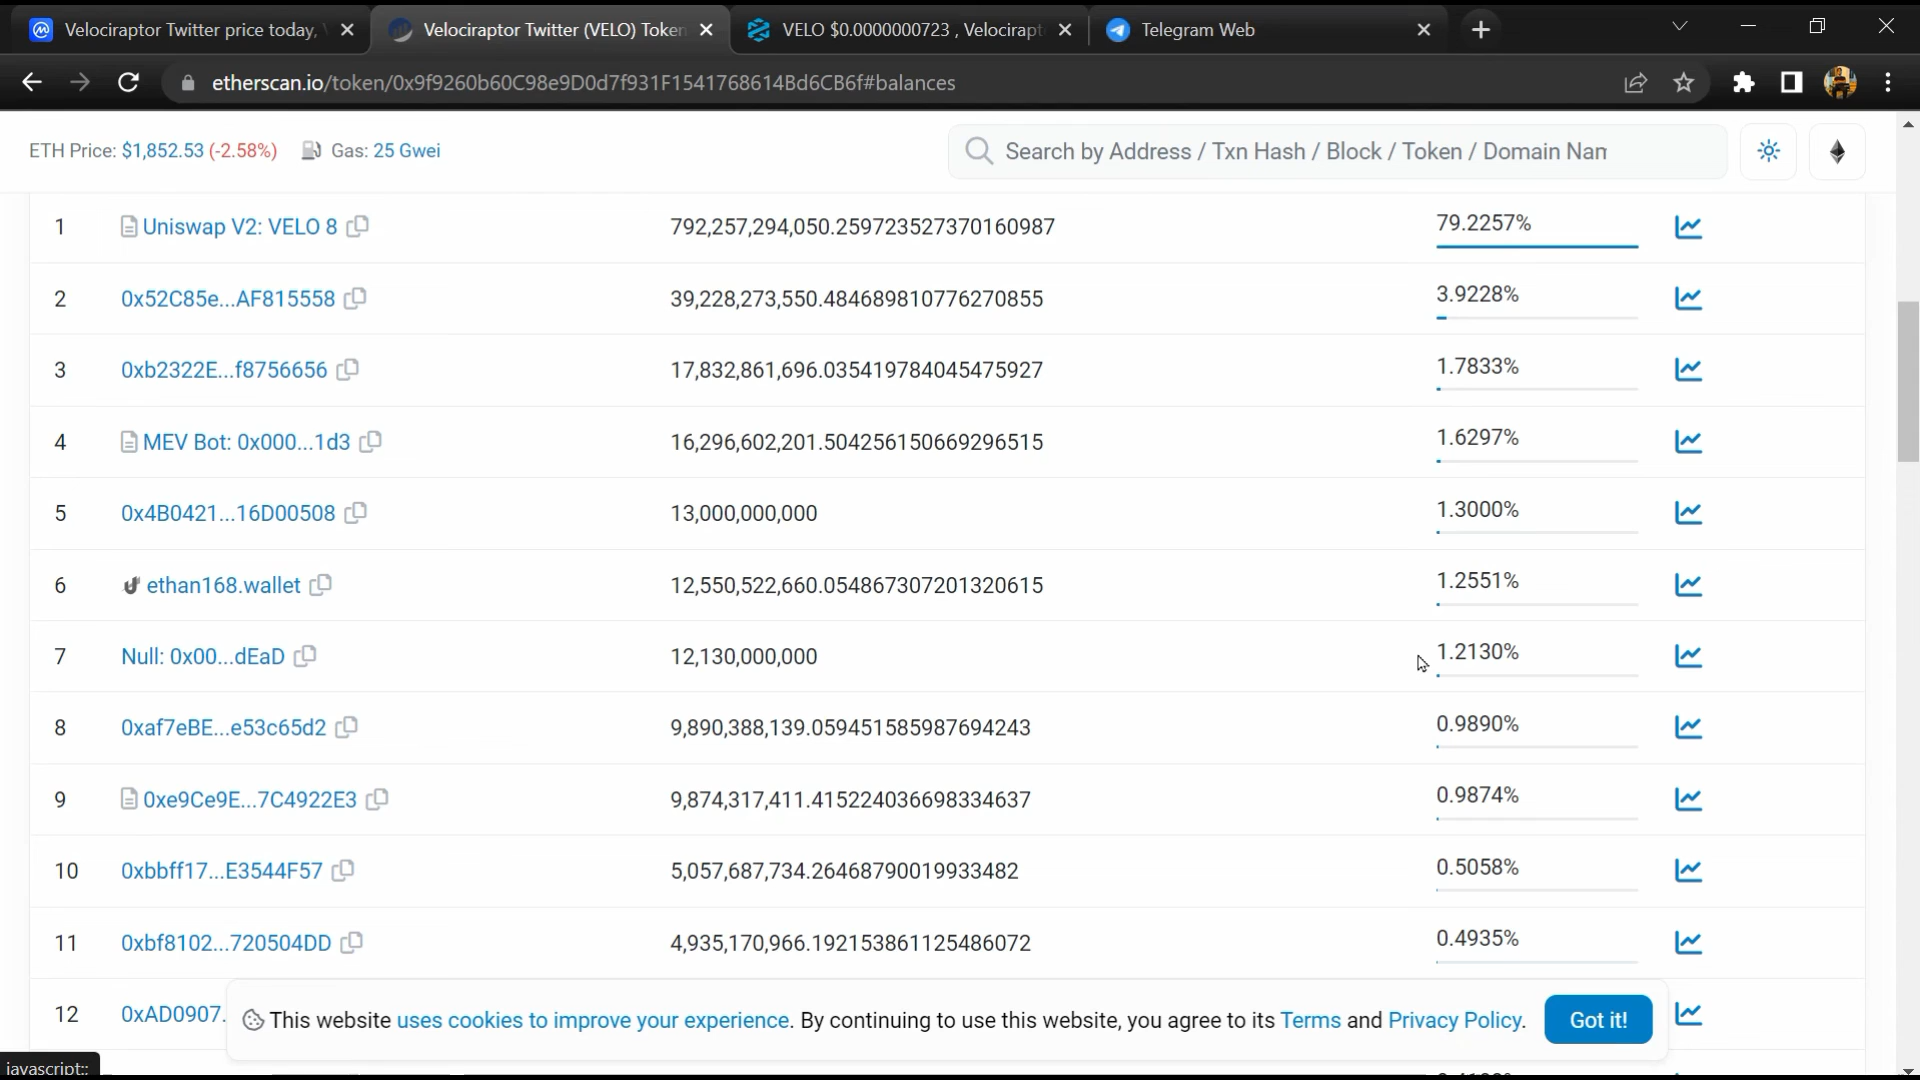 Velociraptor Twitter price today,
Velociraptor Twitter (VELO) Token
VELO $0.0000000723 , Velocirapt
Telegram Web
etherscan.io/token/0x9f9260b60C98e9D0d7f931F1541768614Bd6CB6f#balances
ETH Price: $1,852.53 (-2.58%) Gas: 25 Gwei
Search by Address / Txn Hash / Block / Token / Domain Nam
1 Uniswap V2: VELO 8 792,257,294,050.259723527370160987 79.2257%
2 0x52C85e...AF815558 39,228,273,550.484689810776270855 3.9228%
3 0xb2322E...f8756656 17,832,861,696.035419784045475927 1.7833%
4 MEV Bot: 0x000...1d3 16,296,602,201.504256150669296515 1.6297%
5 0x4B0421...16D00508 13,000,000,000 1.3000%
6 ethan168.wallet 12,550,522,660.054867307201320615 1.2551%
7 Null: 0x00...dEaD 12,130,000,000 1.2130%
8 0xaf7eBE...e53c65d2 9,890,388,139.059451585987694243 0.9890%
9 0xe9Ce9E...7C4922E3 9,874,317,411.415224036698334637 0.9874%
10 0xbbff17...E3544F57 5,057,687,734.26468790019933482 0.5058%
11 0xbf8102...720504DD 4,935,170,966.192153861125486072 0.4935%
12 0xAD0907.
This website uses cookies to improve your experience. By continuing to use this website, you agree to its Terms and Privacy Policy.
Got it!
javascript:;